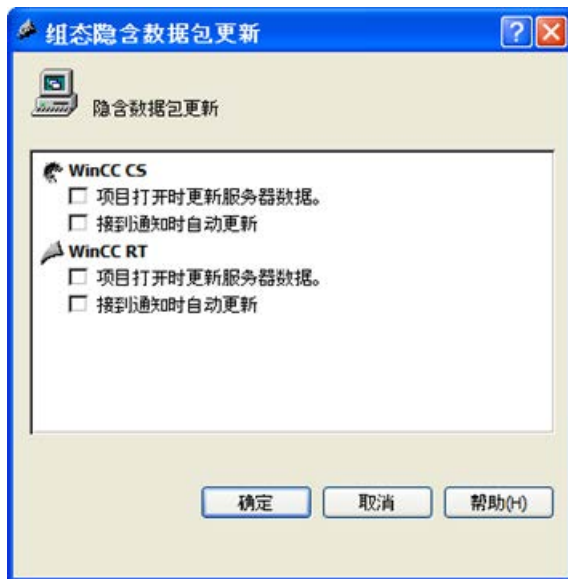 组态隐含数据包更新
隐含数据包更新
WinCC CS
项目打开时更新服务器数据。
接到通知时自动更新
WinCC RT
项目打开时更新服务器数据。
接到通知时自动更新
确定
取消
帮助(H)